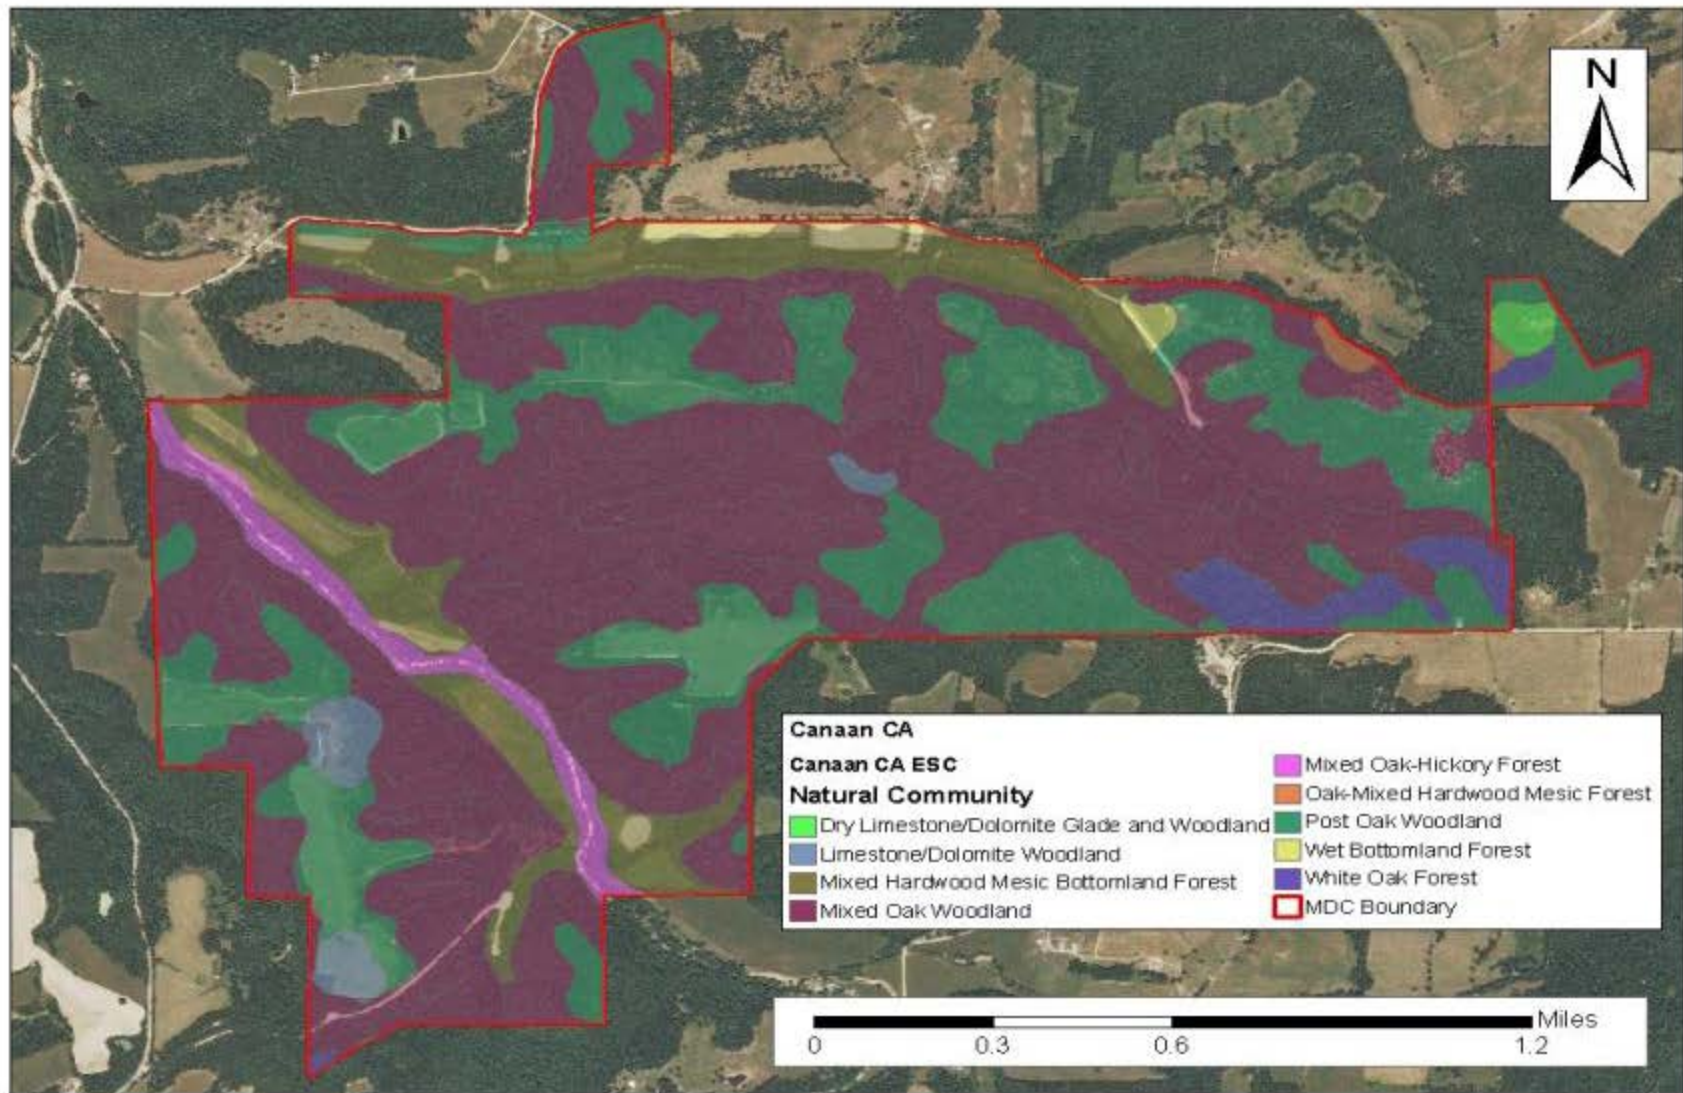 N
Canaan CA
Canaan CA ESC
Natural Community
Dry Limestone/Dolomite Glade and Woodland
Limestone/Dolomite Woodland
Mixed Hardwood Mesic Bottomland Forest
Mixed Oak Woodland
Mixed Oak-Hickory Forest
Oak-Mixed Hardwood Mesic Forest
Post Oak Woodland
Wet Bottomland Forest
White Oak Forest
MDC Boundary
Miles
0 0.3 0.6 1.2